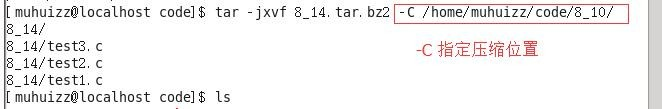 [muhuizz@localhost code]$ tar -jxvf 8_14.tar.bz2 -C /home/muhuizz/code/8_10/
8_14/
8_14/test3.c
-C 指定压缩位置
8_14/test2.c
8_14/test1.c
[muhuizz@localhost code]$ ls